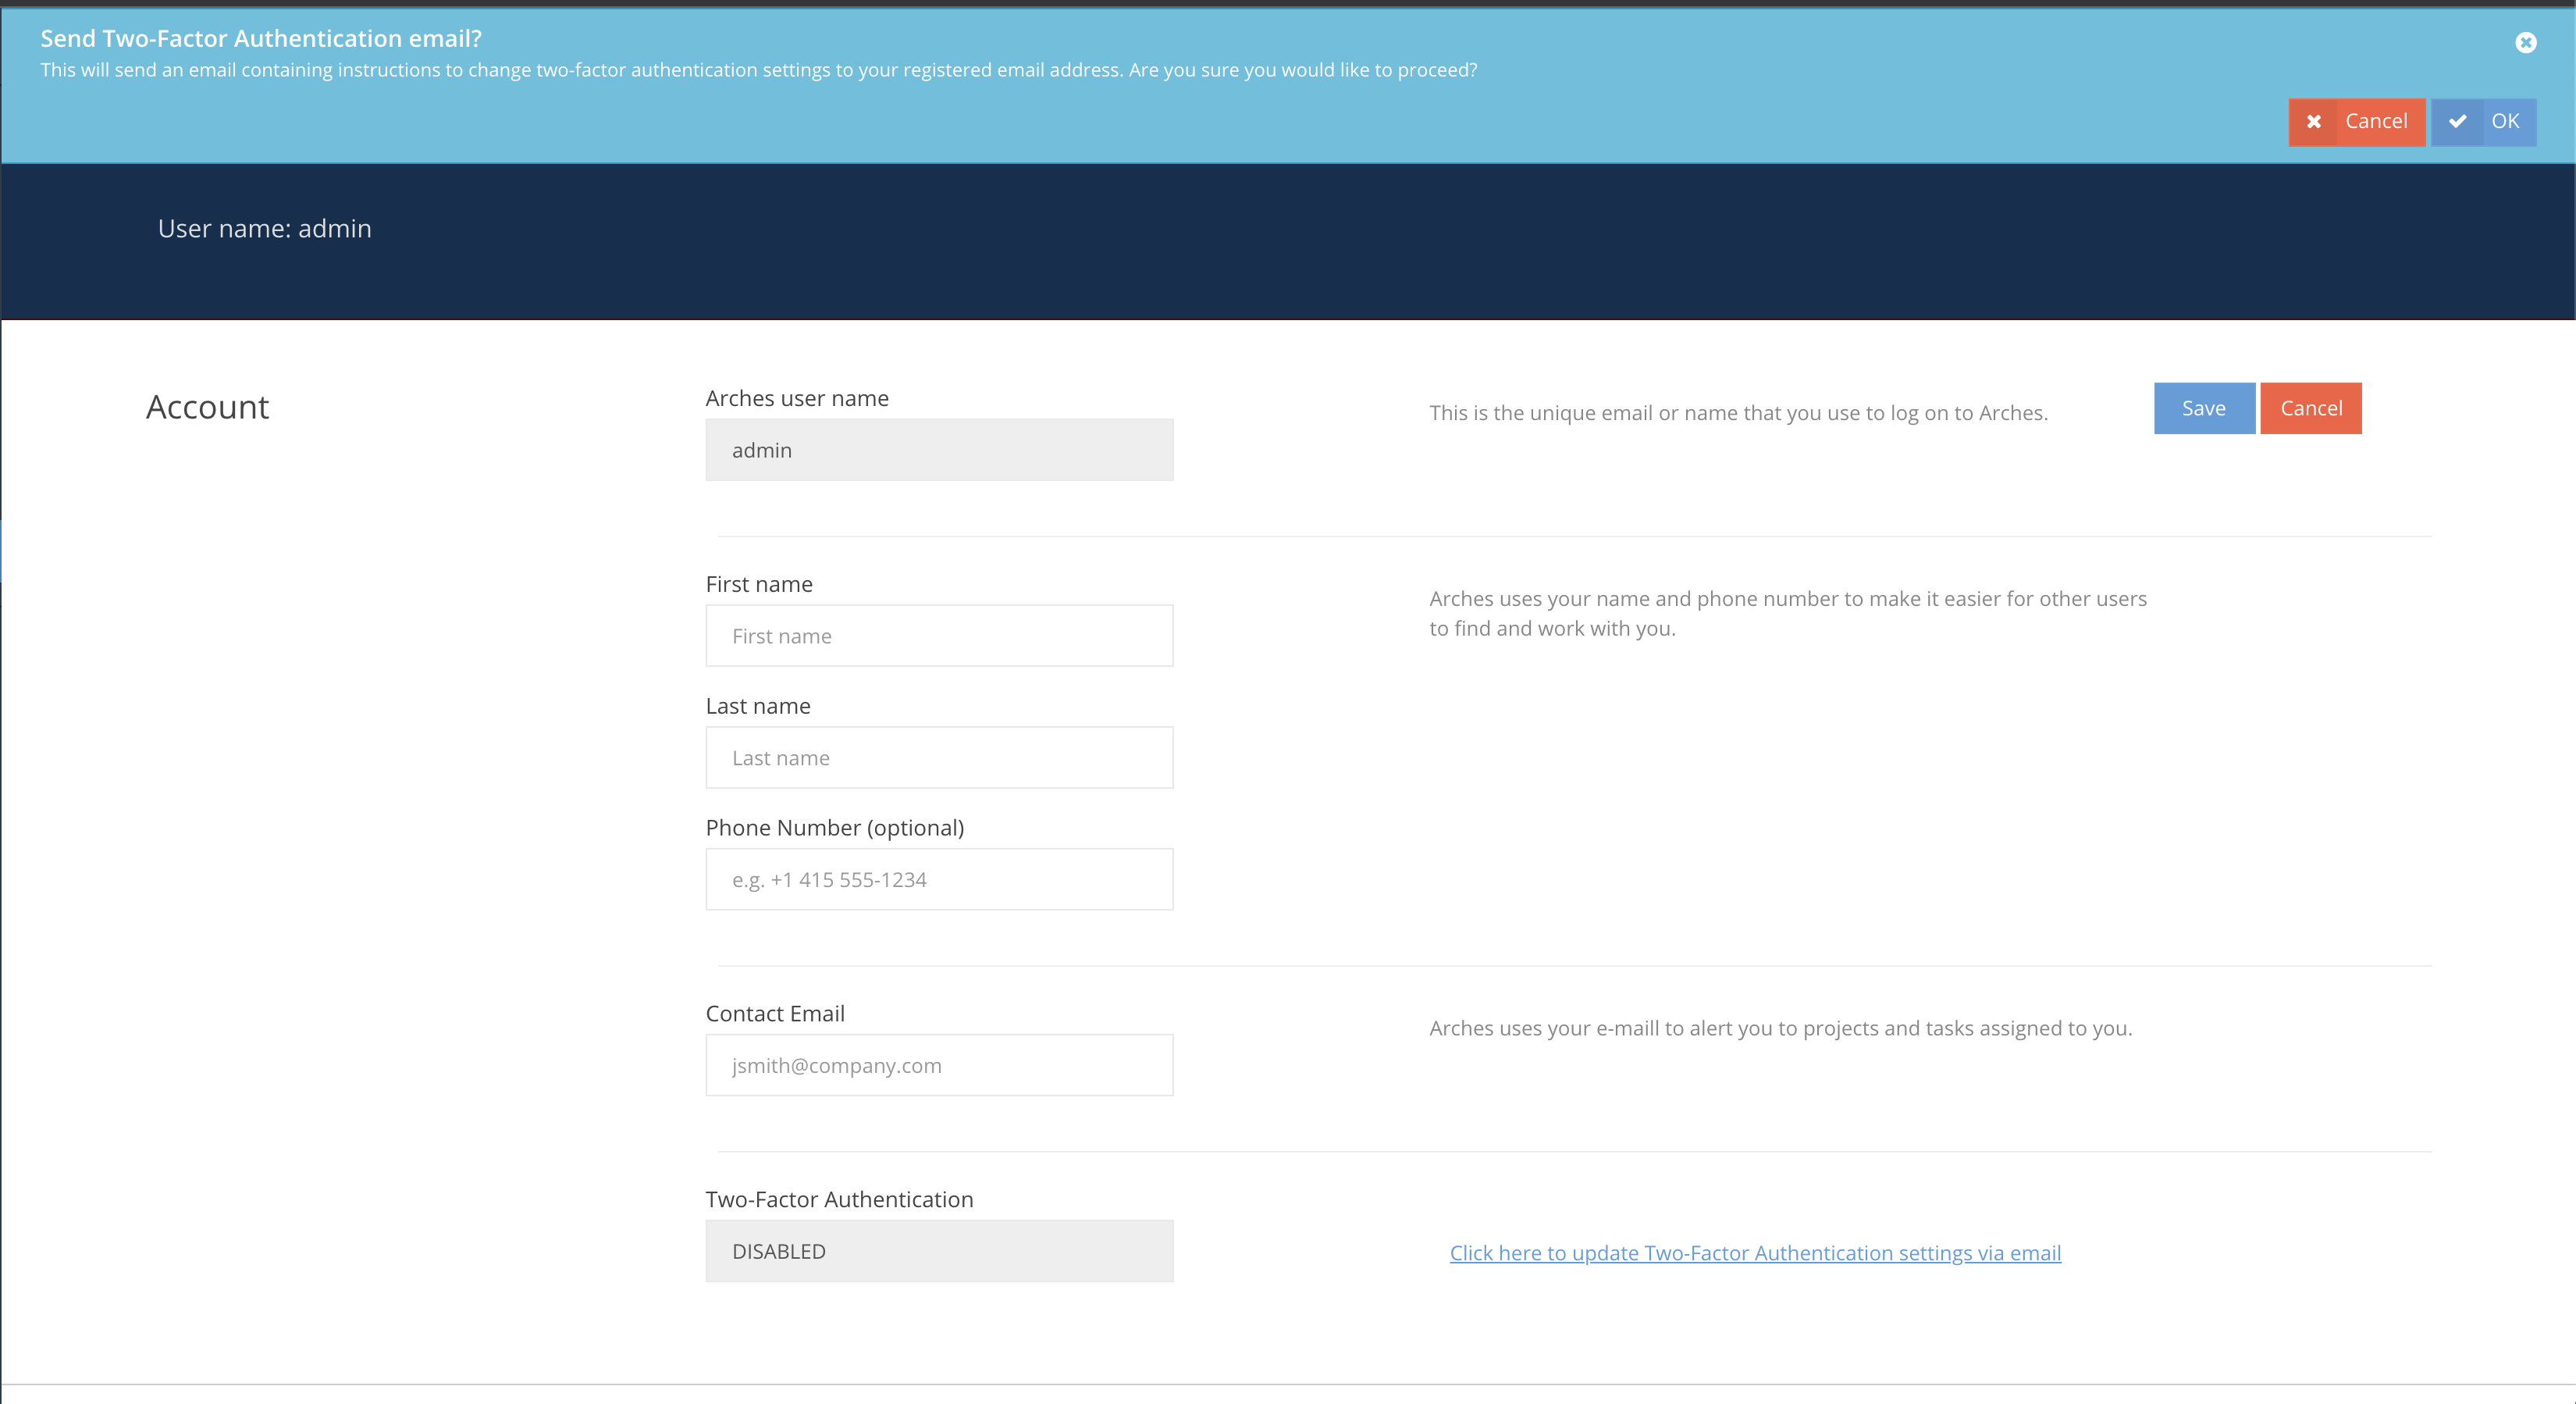 Send Two-Factor Authentication email?
This will send an email containing instructions to change two-factor authentication settings to your registered email address. Are you sure you would like to proceed?
Cancel OK
User name: admin
Account
Arches user name
admin
This is the unique email or name that you use to log on to Arches.
Save Cancel
First name
First name
Arches uses your name and phone number to make it easier for other users
to find and work with you.
Last name
Last name
Phone Number (optional)
e.g. +1 415 555-1234
Contact Email
jsmith@company.com
Arches uses your e-maill to alert you to projects and tasks assigned to you.
Two-Factor Authentication
DISABLED
Click here to update Two-Factor Authentication settings via email